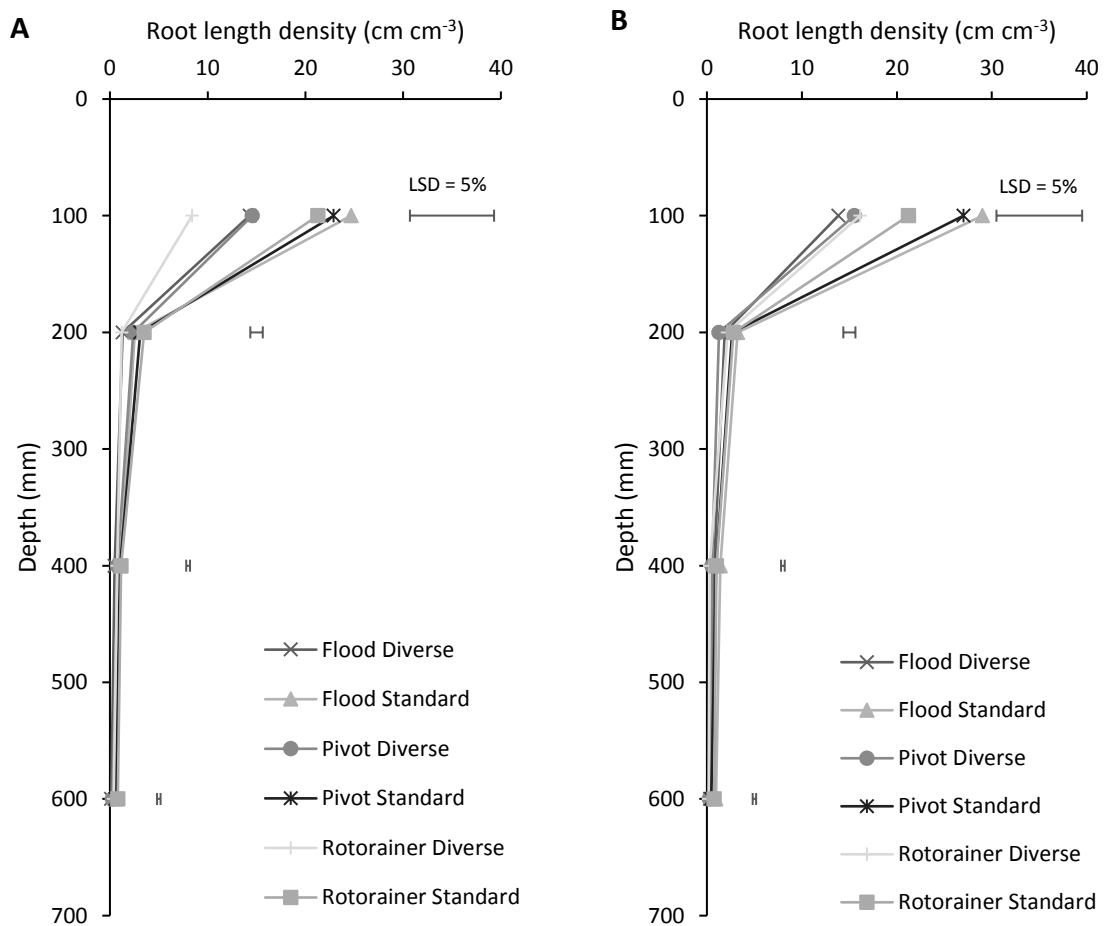 A
Root length density (cm cm⁻³)
0 10 20 30 40
0
100
200
300
400
500
600
700
Depth (mm)
LSD = 5%
Flood Diverse
Flood Standard
Pivot Diverse
Pivot Standard
Rotorainer Diverse
Rotorainer Standard
B
Root length density (cm cm⁻³)
0 10 20 30 40
0
100
200
300
400
500
600
700
Depth (mm)
LSD = 5%
Flood Diverse
Flood Standard
Pivot Diverse
Pivot Standard
Rotorainer Diverse
Rotorainer Standard